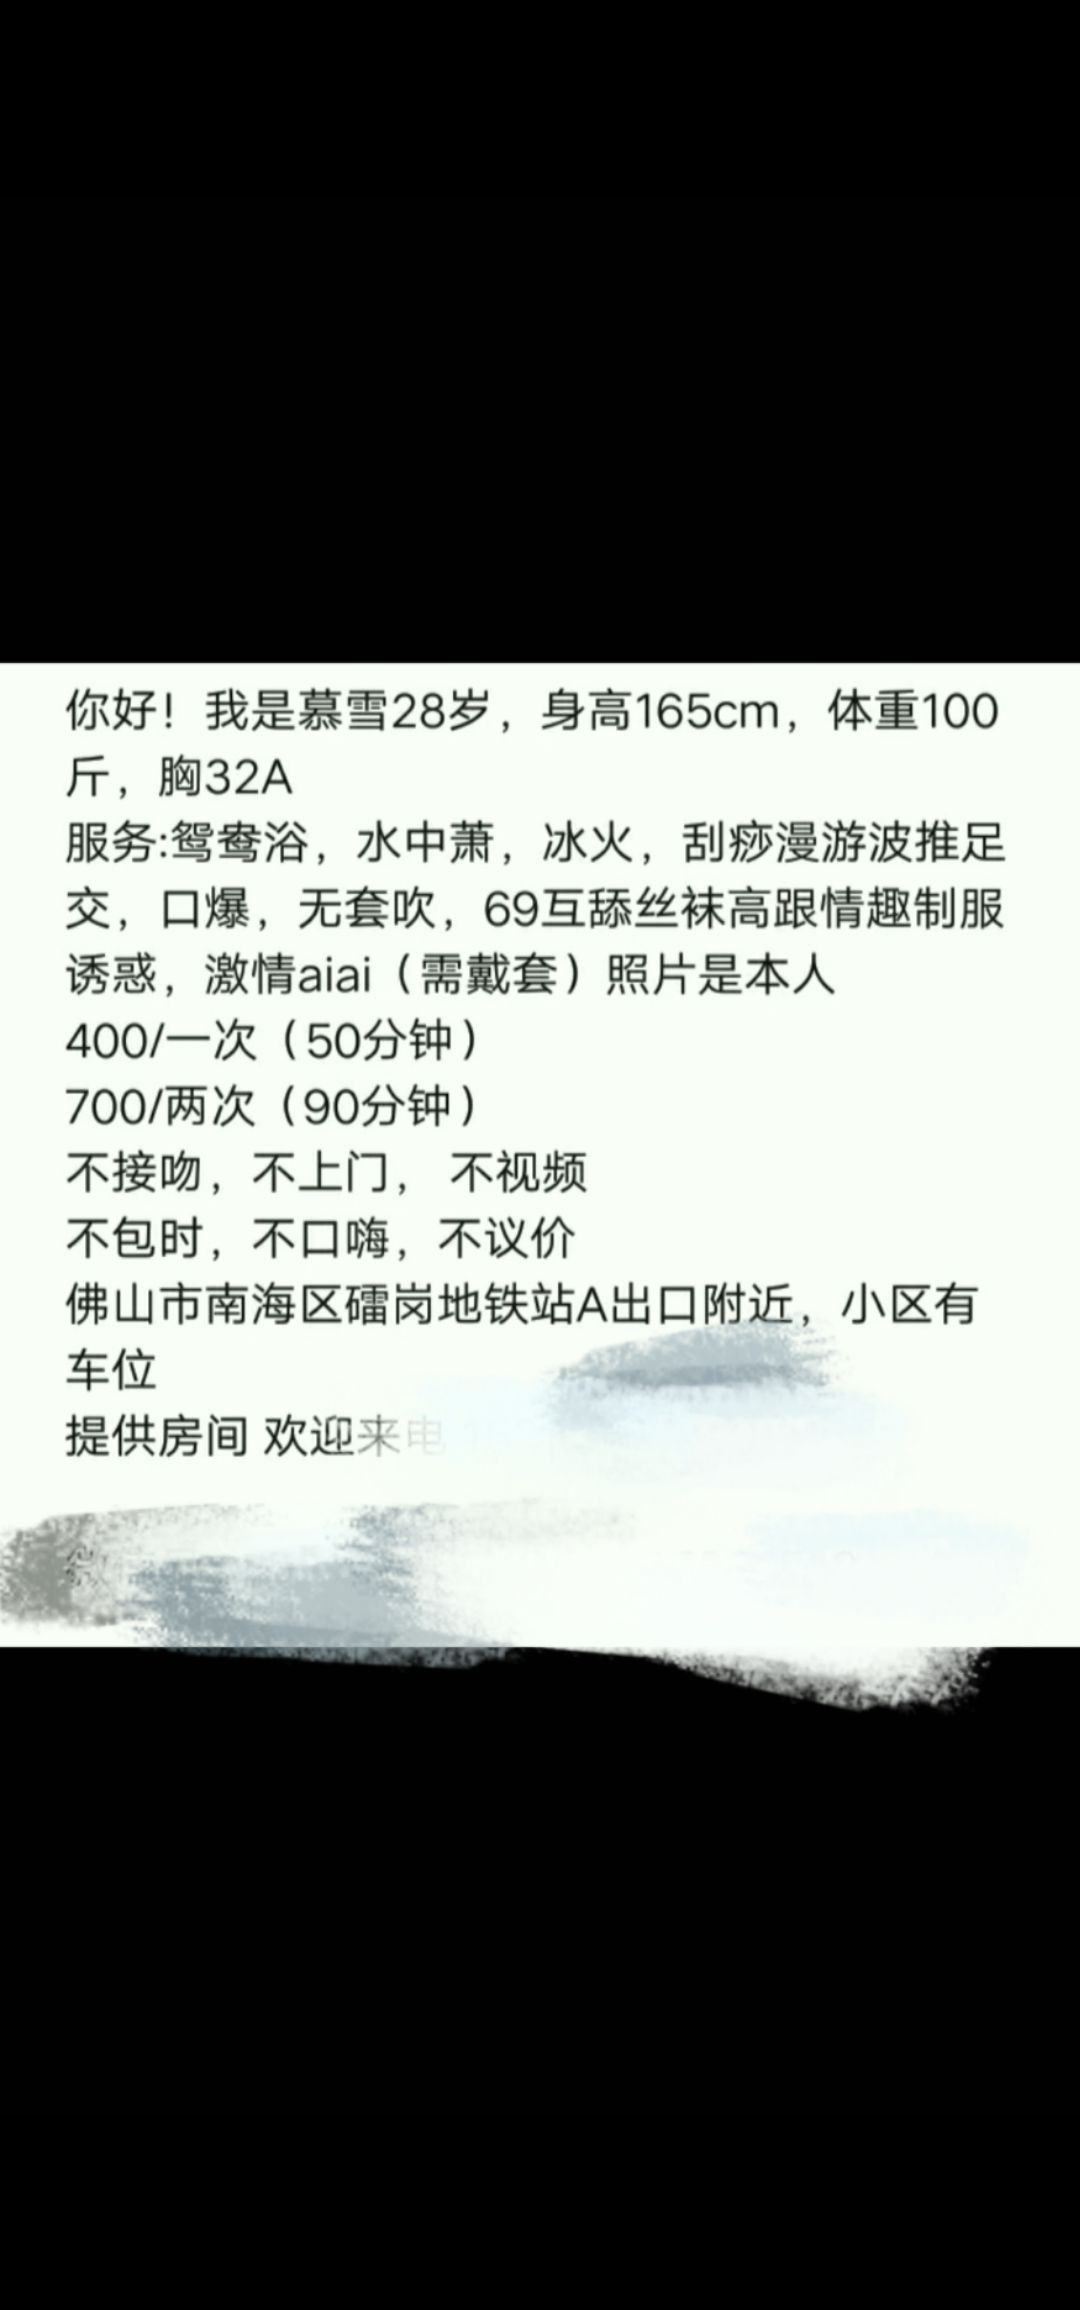 你好！我是慕雪28岁，身高165cm，体重100
斤，胸32A
服务:鸳鸯浴，水中萧，冰火，刮痧漫游波推足
交，口爆，无套吹，69互舔丝袜高跟情趣制服
诱惑，激情aiai（需戴套）照片是本人
400/一次（50分钟）
700/两次（90分钟）
不接吻，不上门， 不视频
不包时，不口嗨，不议价
佛山市南海区礌岗地铁站A出口附近，小区有
车位
提供房间 欢迎来电